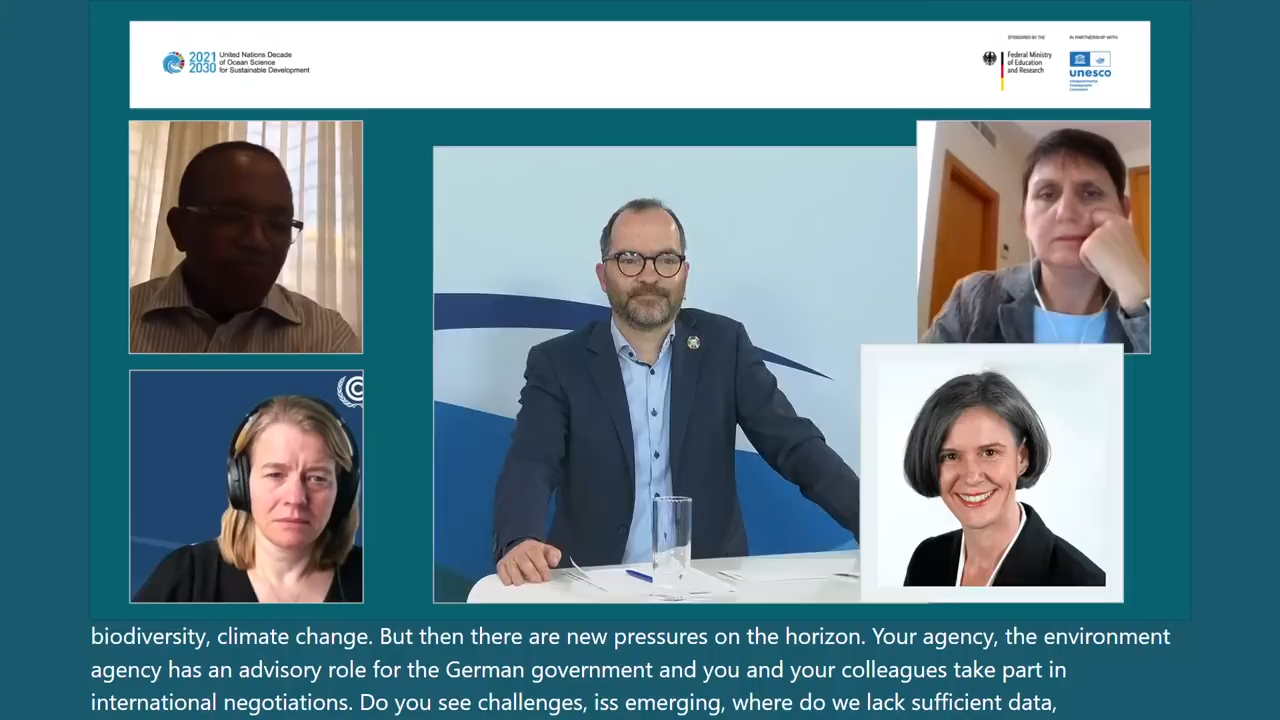 2021
2030
United Nations Decade
of Ocean Science
for Sustainable Development
SPONSORED BY THE
Federal Ministry
of Education
and Research
IN PARTNERSHIP WITH
unesco
biodiversity, climate change. But then there are new pressures on the horizon. Your agency, the environment
agency has an advisory role for the German government and you and your colleagues take part in
international negotiations. Do you see challenges, iss emerging, where do we lack sufficient data,